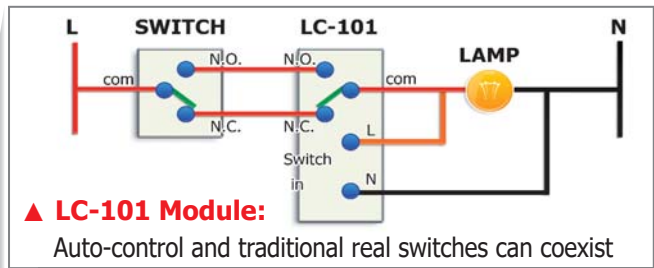 L SWITCH LC-101 N
LAMP
N.O. N.O.
com com
N.C. N.C.
L
Switch
in N
▲ LC-101 Module:
Auto-control and traditional real switches can coexist